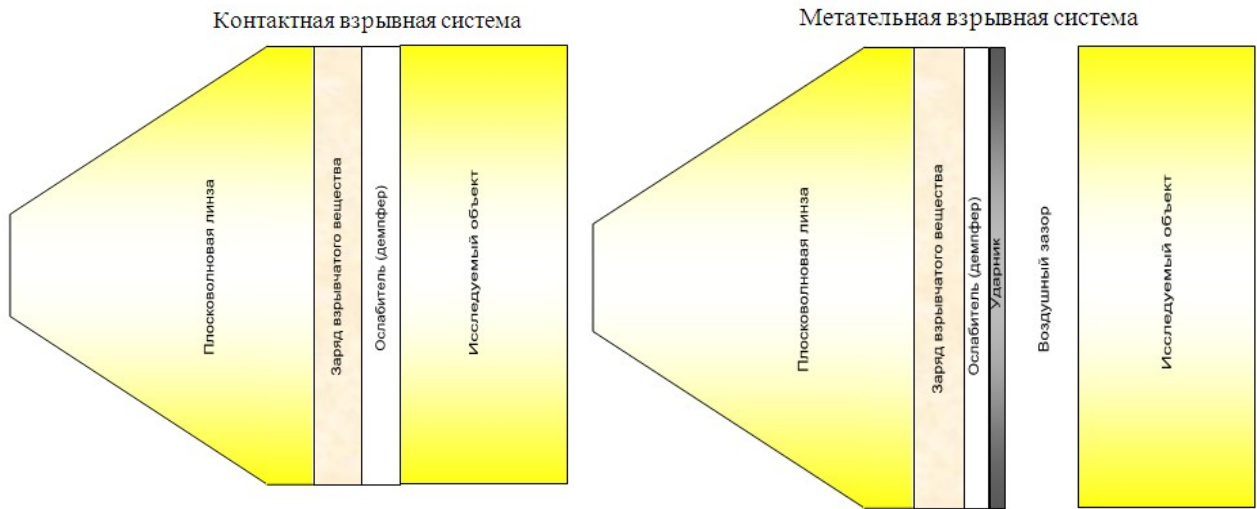 Контактная взрывная система
Плосковолновая линза
Заряд взрывчатого вещества
Ослабитель (демпфер)
Исследуемый объект
Метательная взрывная система
Плосковолновая линза
Заряд взрывчатого вещества
Ослабитель (демпфер)
Ударник
Воздушный зазор
Исследуемый объект